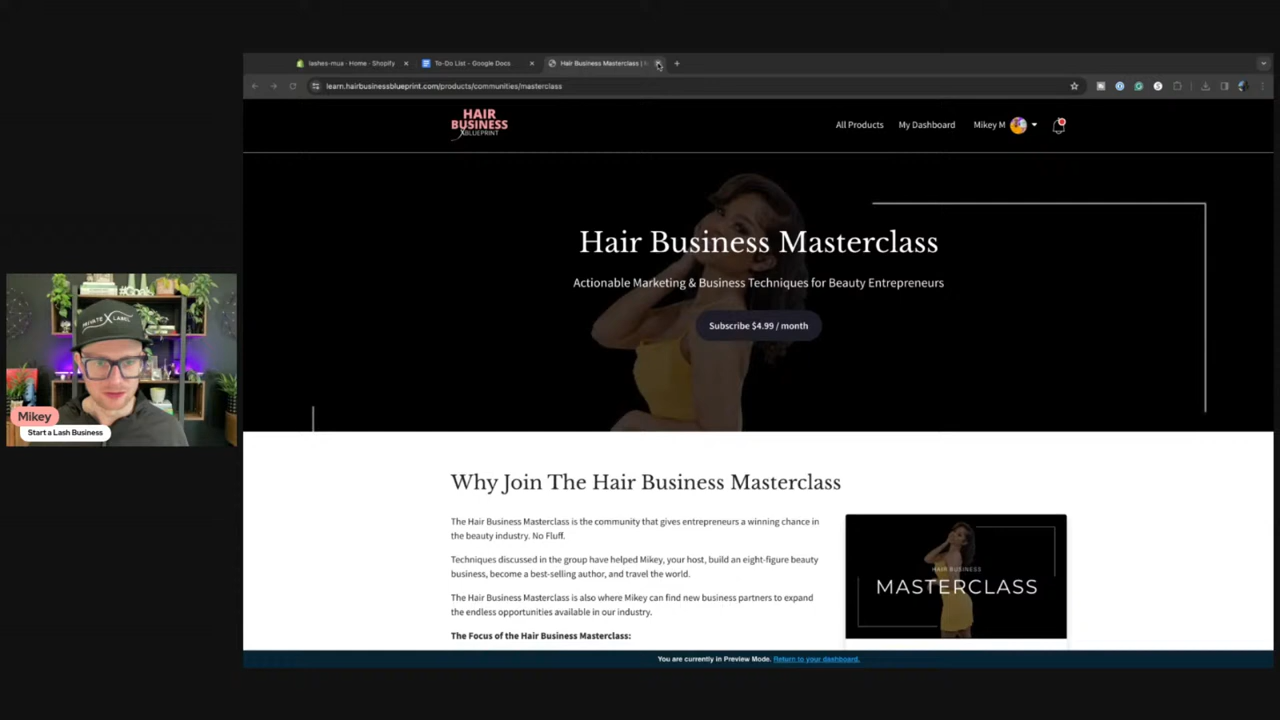 lashes-mua · Home · Shopify
To-Do List - Google Docs
Hair Business Masterclass |
learn.hairbusinessblueprint.com/products/communities/masterclass
HAIR
BUSINESS
BLUEPRINT
All Products
My Dashboard
Mikey M
Hair Business Masterclass
Actionable Marketing & Business Techniques for Beauty Entrepreneurs
Subscribe $4.99 / month
PRIVATE X LABEL
Mikey
Start a Lash Business
Why Join The Hair Business Masterclass
The Hair Business Masterclass is the community that gives entrepreneurs a winning chance in
the beauty industry. No Fluff.
Techniques discussed in the group have helped Mikey, your host, build an eight-figure beauty
business, become a best-selling author, and travel the world.
The Hair Business Masterclass is also where Mikey can find new business partners to expand
the endless opportunities available in our industry.
The Focus of the Hair Business Masterclass:
HAIR BUSINESS
MASTERCLASS
You are currently in Preview Mode. Return to your dashboard.